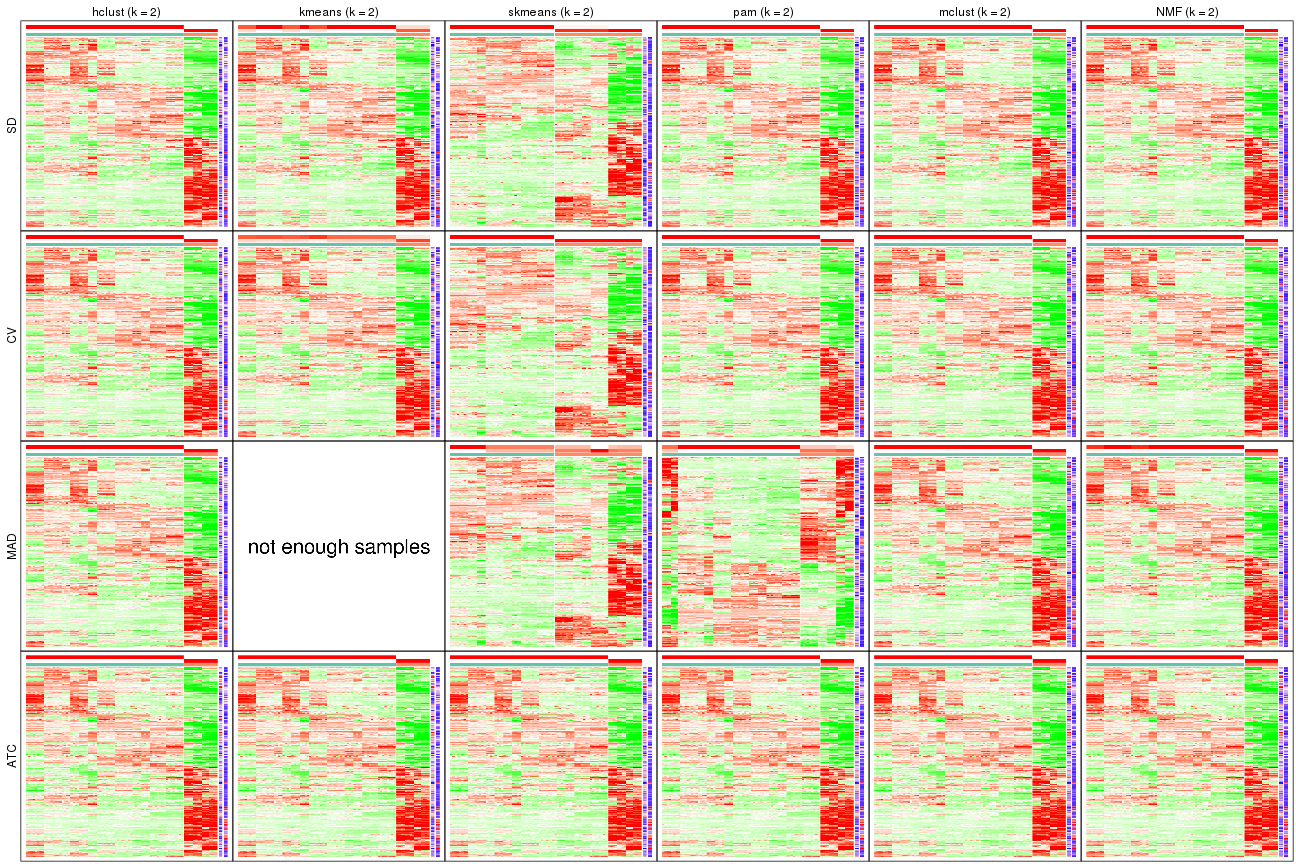 hclust (k = 2)
kmeans (k = 2)
skmeans (k = 2)
pam (k = 2)
mclust (k = 2)
NMF (k = 2)
SD
CV
MAD
not enough samples
ATC